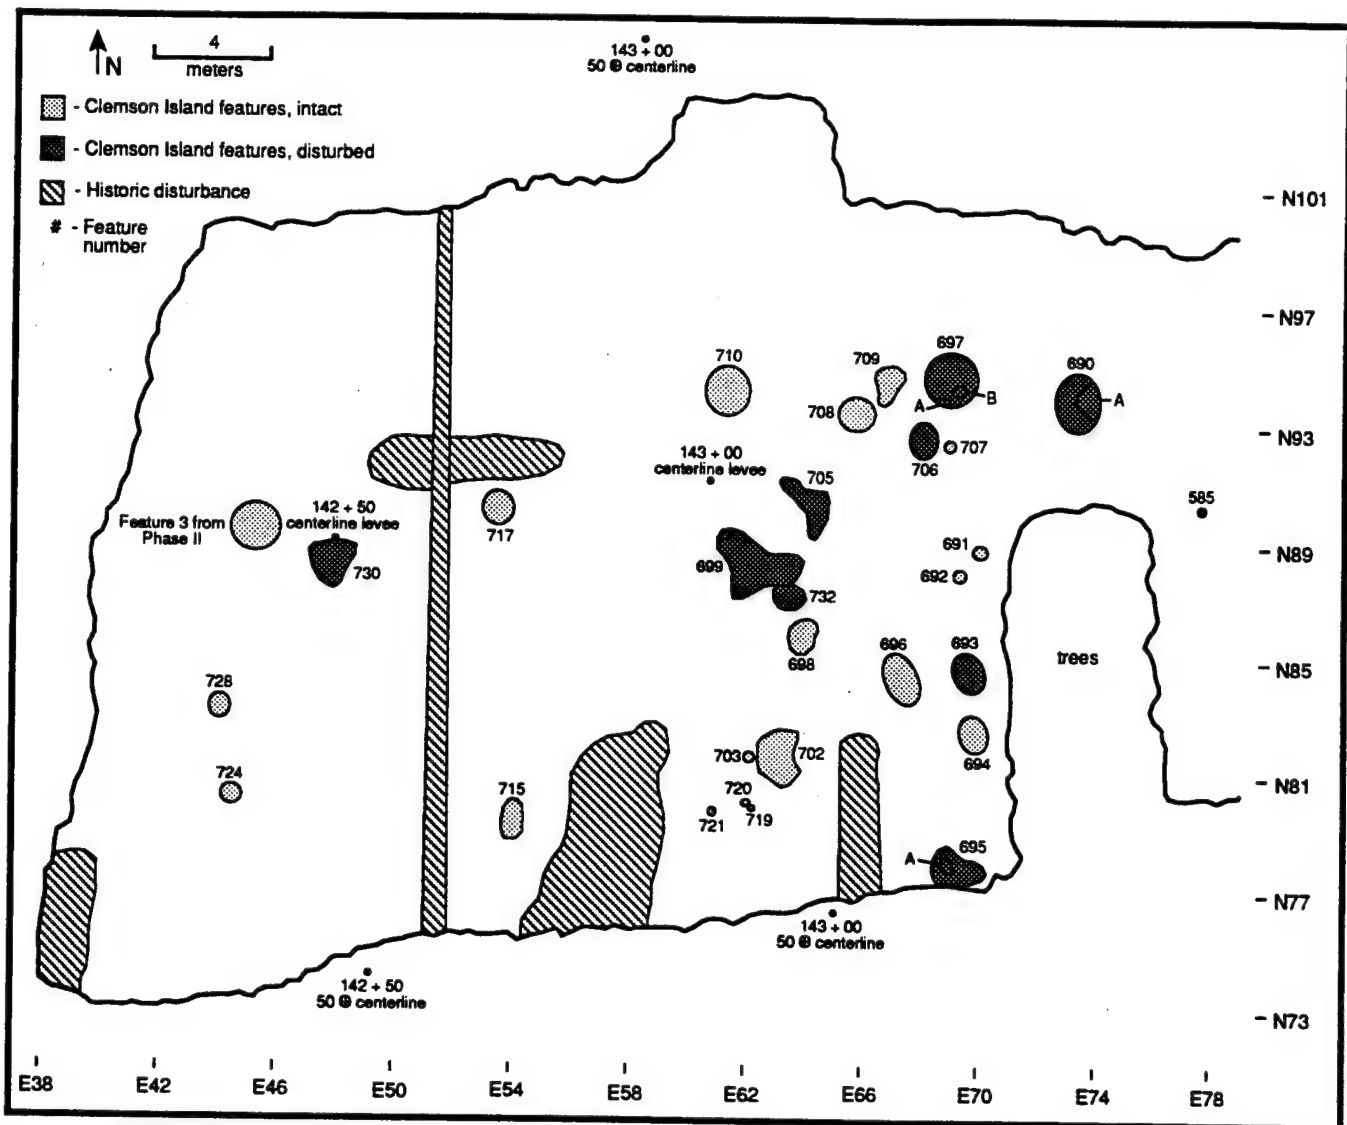 4
meters
N
143 + 00
50 ⊕ centerline
- Clemson Island features, intact
- Clemson Island features, disturbed
- Historic disturbance
# - Feature
number
N101
N97
697
709
710
690
A
B
A
708
N93
707
706
143 + 00
centerline levee
705
585
142 + 50
centerline levee
Feature 3 from
Phase II
717
691
N89
692
699
730
732
698
696
693
trees
N85
728
703
702
694
724
720
N81
715
721
719
A
695
N77
143 + 00
50 ⊕ centerline
142 + 50
50 ⊕ centerline
N73
E38
E42
E46
E50
E54
E58
E62
E66
E70
E74
E78